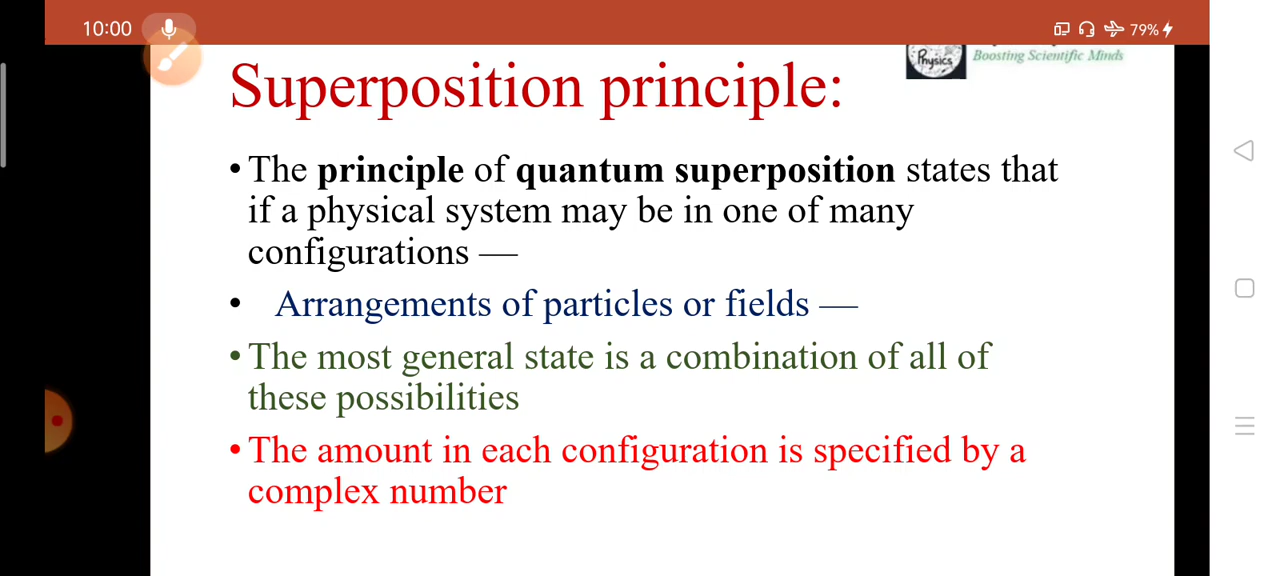 10:00
79%
Physics
Boosting Scientific Minds
Superposition principle:
• The principle of quantum superposition states that
if a physical system may be in one of many
configurations —
• Arrangements of particles or fields —
• The most general state is a combination of all of
these possibilities
• The amount in each configuration is specified by a
complex number